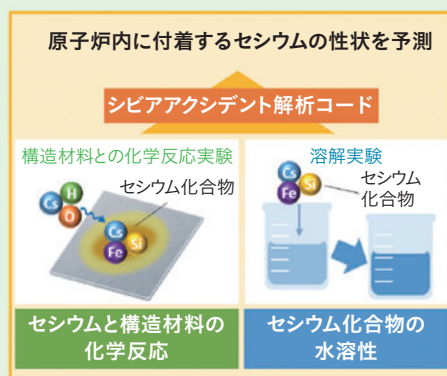 原子炉内に付着するセシウムの性状を予測
シビアアクシデント解析コード
構造材料との化学反応実験
セシウム化合物
Cs
H
O
Cs
Fe
Si
溶解実験
Cs
Si
Fe
セシウム
化合物
セシウムと構造材料の
化学反応
セシウム化合物の
水溶性